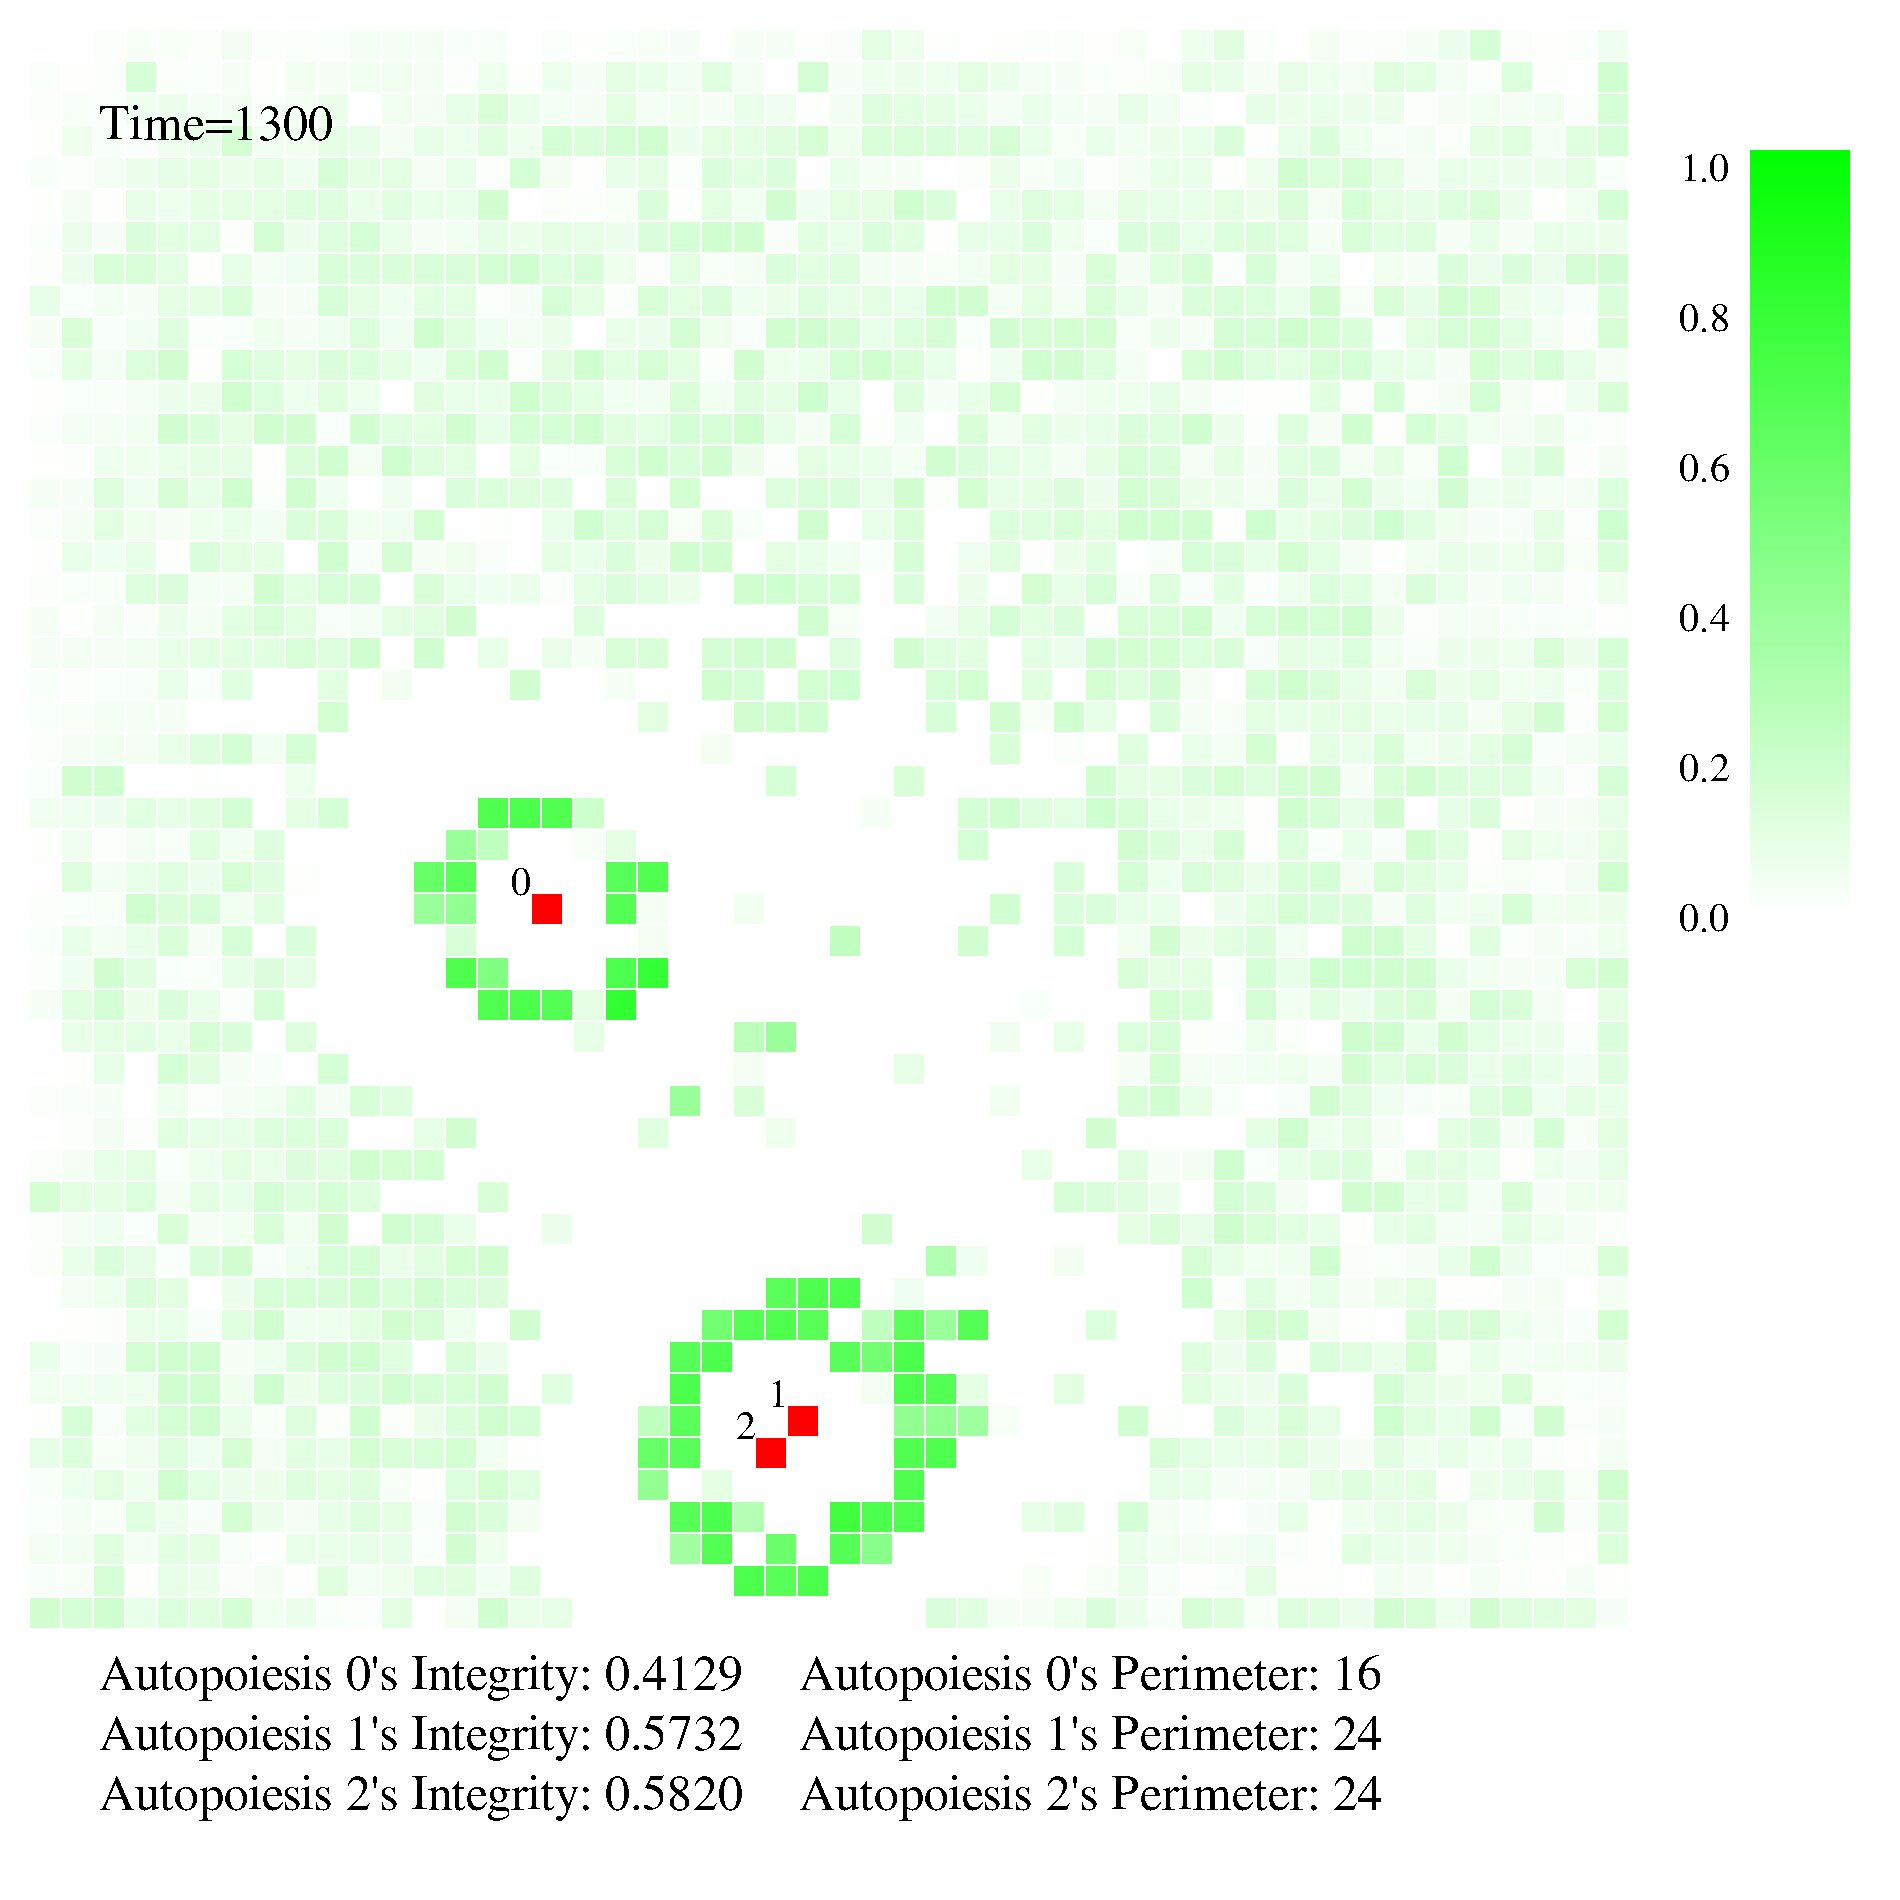 Time=1300
1.0
0.8
0.6
0.4
0.2
0.0
0
1
2
Autopoiesis 0's Integrity: 0.4129 Autopoiesis 0's Perimeter: 16
Autopoiesis 1's Integrity: 0.5732 Autopoiesis 1's Perimeter: 24
Autopoiesis 2's Integrity: 0.5820 Autopoiesis 2's Perimeter: 24